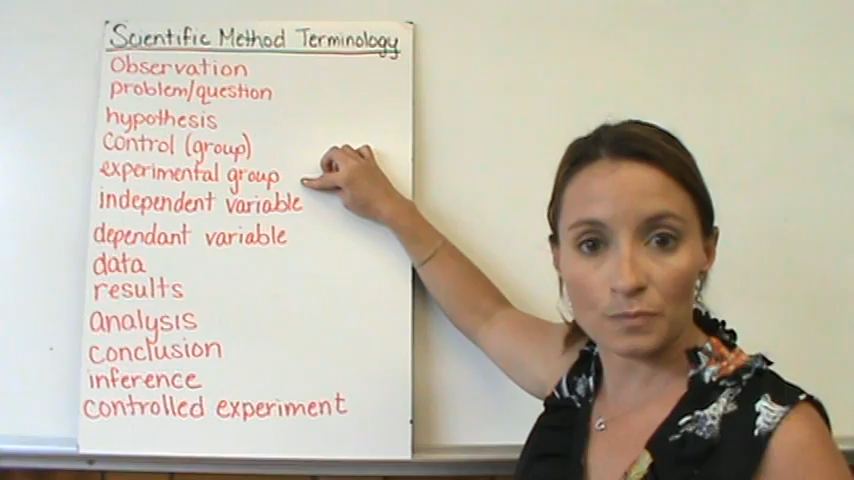 Scientific Method Terminology
Observation
problem/question
hypothesis
control (group)
experimental group
independent variable
dependant variable
data
results
analysis
conclusion
inference
controlled experiment